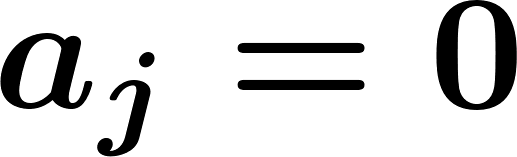 a_j = 0